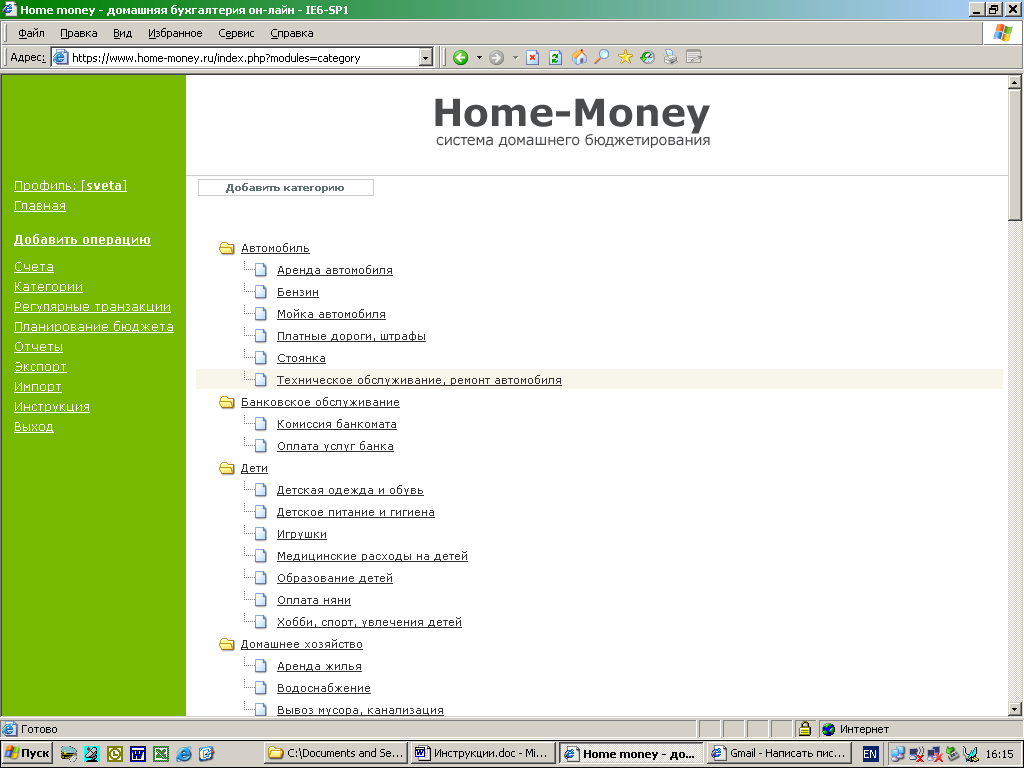 Home money - домашняя бухгалтерия он-лайн - IE6-SP1
Файл Правка Вид Избранное Сервис Справка
Адрес: https://www.home-money.ru/index.php?modules=category
Home-Money
система домашнего бюджетирования
Профиль: [sveta]
Главная
Добавить операцию
Счета
Категории
Регулярные транзакции
Планирование бюджета
Отчеты
Экспорт
Импорт
Инструкция
Выход
Добавить категорию
Автомобиль
Аренда автомобиля
Бензин
Мойка автомобиля
Платные дороги, штрафы
Стоянка
Техническое обслуживание, ремонт автомобиля
Банковское обслуживание
Комиссия банкомата
Оплата услуг банка
Дети
Детская одежда и обувь
Детское питание и гигиена
Игрушки
Медицинские расходы на детей
Образование детей
Оплата няни
Хобби, спорт, увлечения детей
Домашнее хозяйство
Аренда жилья
Водоснабжение
Вывоз мусора, канализация
Готово Интернет
Пуск C:\Documents and Se... Инструкции.doc - Mi... Home money - до... Gmail - Написать пис... EN 16:15